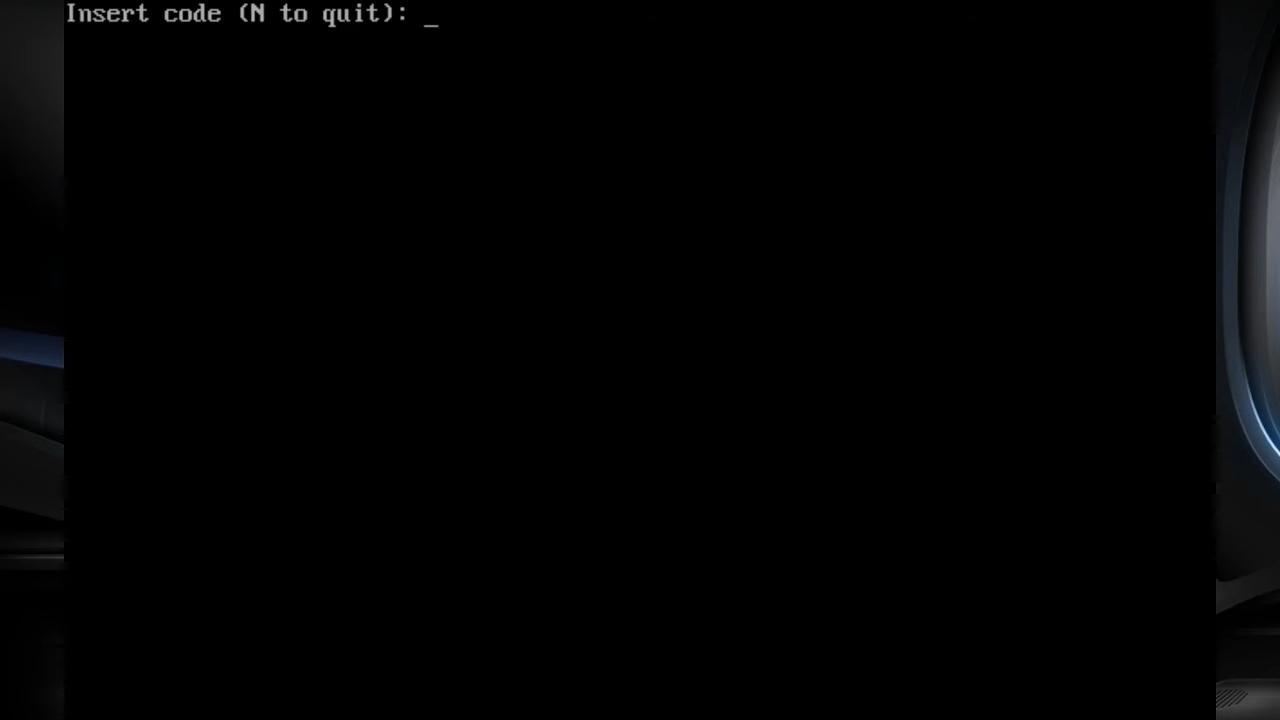 Insert code (N to quit): _